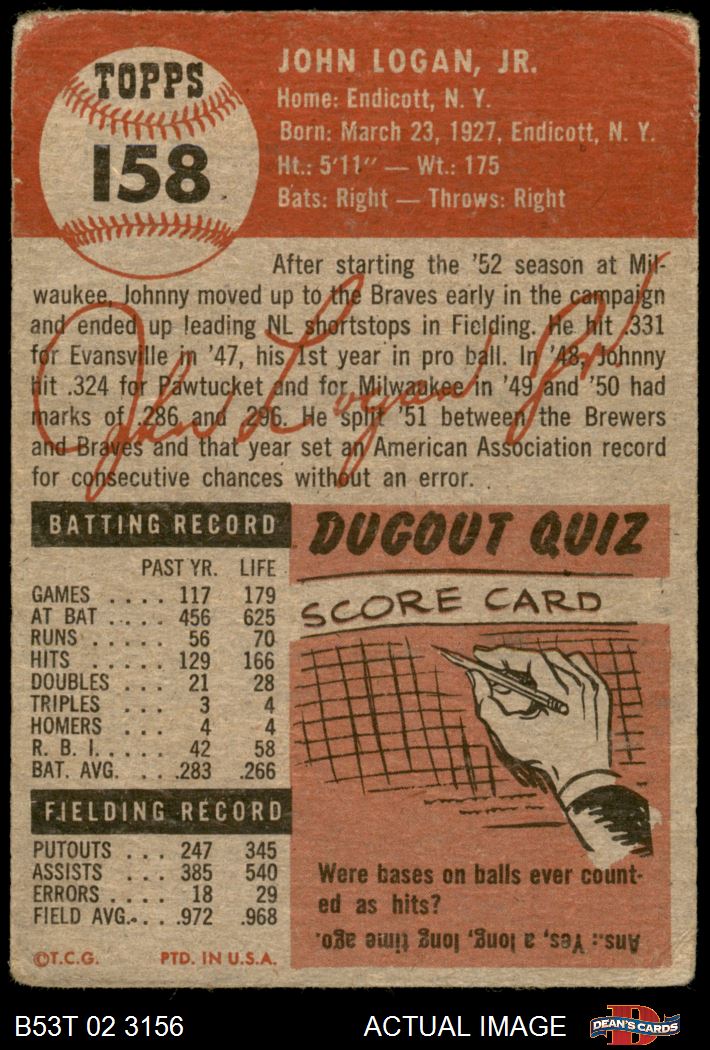 TOPPS
158
JOHN LOGAN, JR.
Home: Endicott, N. Y.
Born: March 23, 1927, Endicott, N. Y.
Ht.: 5'11" — Wt.: 175
Bats: Right — Throws: Right
After starting the '52 season at Mil-
waukee, Johnny moved up to the Braves early in the campaign
and ended up leading NL shortstops in Fielding. He hit .331
for Evansville in '47, his 1st year in pro ball. In '48, Johnny
hit .324 for Pawtucket and for Milwaukee in '49 and '50 had
marks of .286 and .296. He split '51 between the Brewers
and Braves and that year set an American Association record
for consecutive chances without an error.
John Logan Jr.
BATTING RECORD
PAST YR. LIFE
GAMES .... 117 179
AT BAT .... 456 625
RUNS ..... 56 70
HITS ..... 129 166
DOUBLES ... 21 28
TRIPLES ... 3 4
HOMERS ... 4 4
R. B. I. .... 42 58
BAT. AVG. ... .283 .266
FIELDING RECORD
PUTOUTS ... 247 345
ASSISTS .... 385 540
ERRORS .... 18 29
FIELD AVG. .. .972 .968
©T.C.G. PTD. IN U.S.A.
DUGOUT QUIZ
SCORE CARD
Were bases on balls ever count-
ed as hits?
Ans.: Yes, a long, long time ago.
B53T 02 3156 ACTUAL IMAGE
DEAN'S CARDS